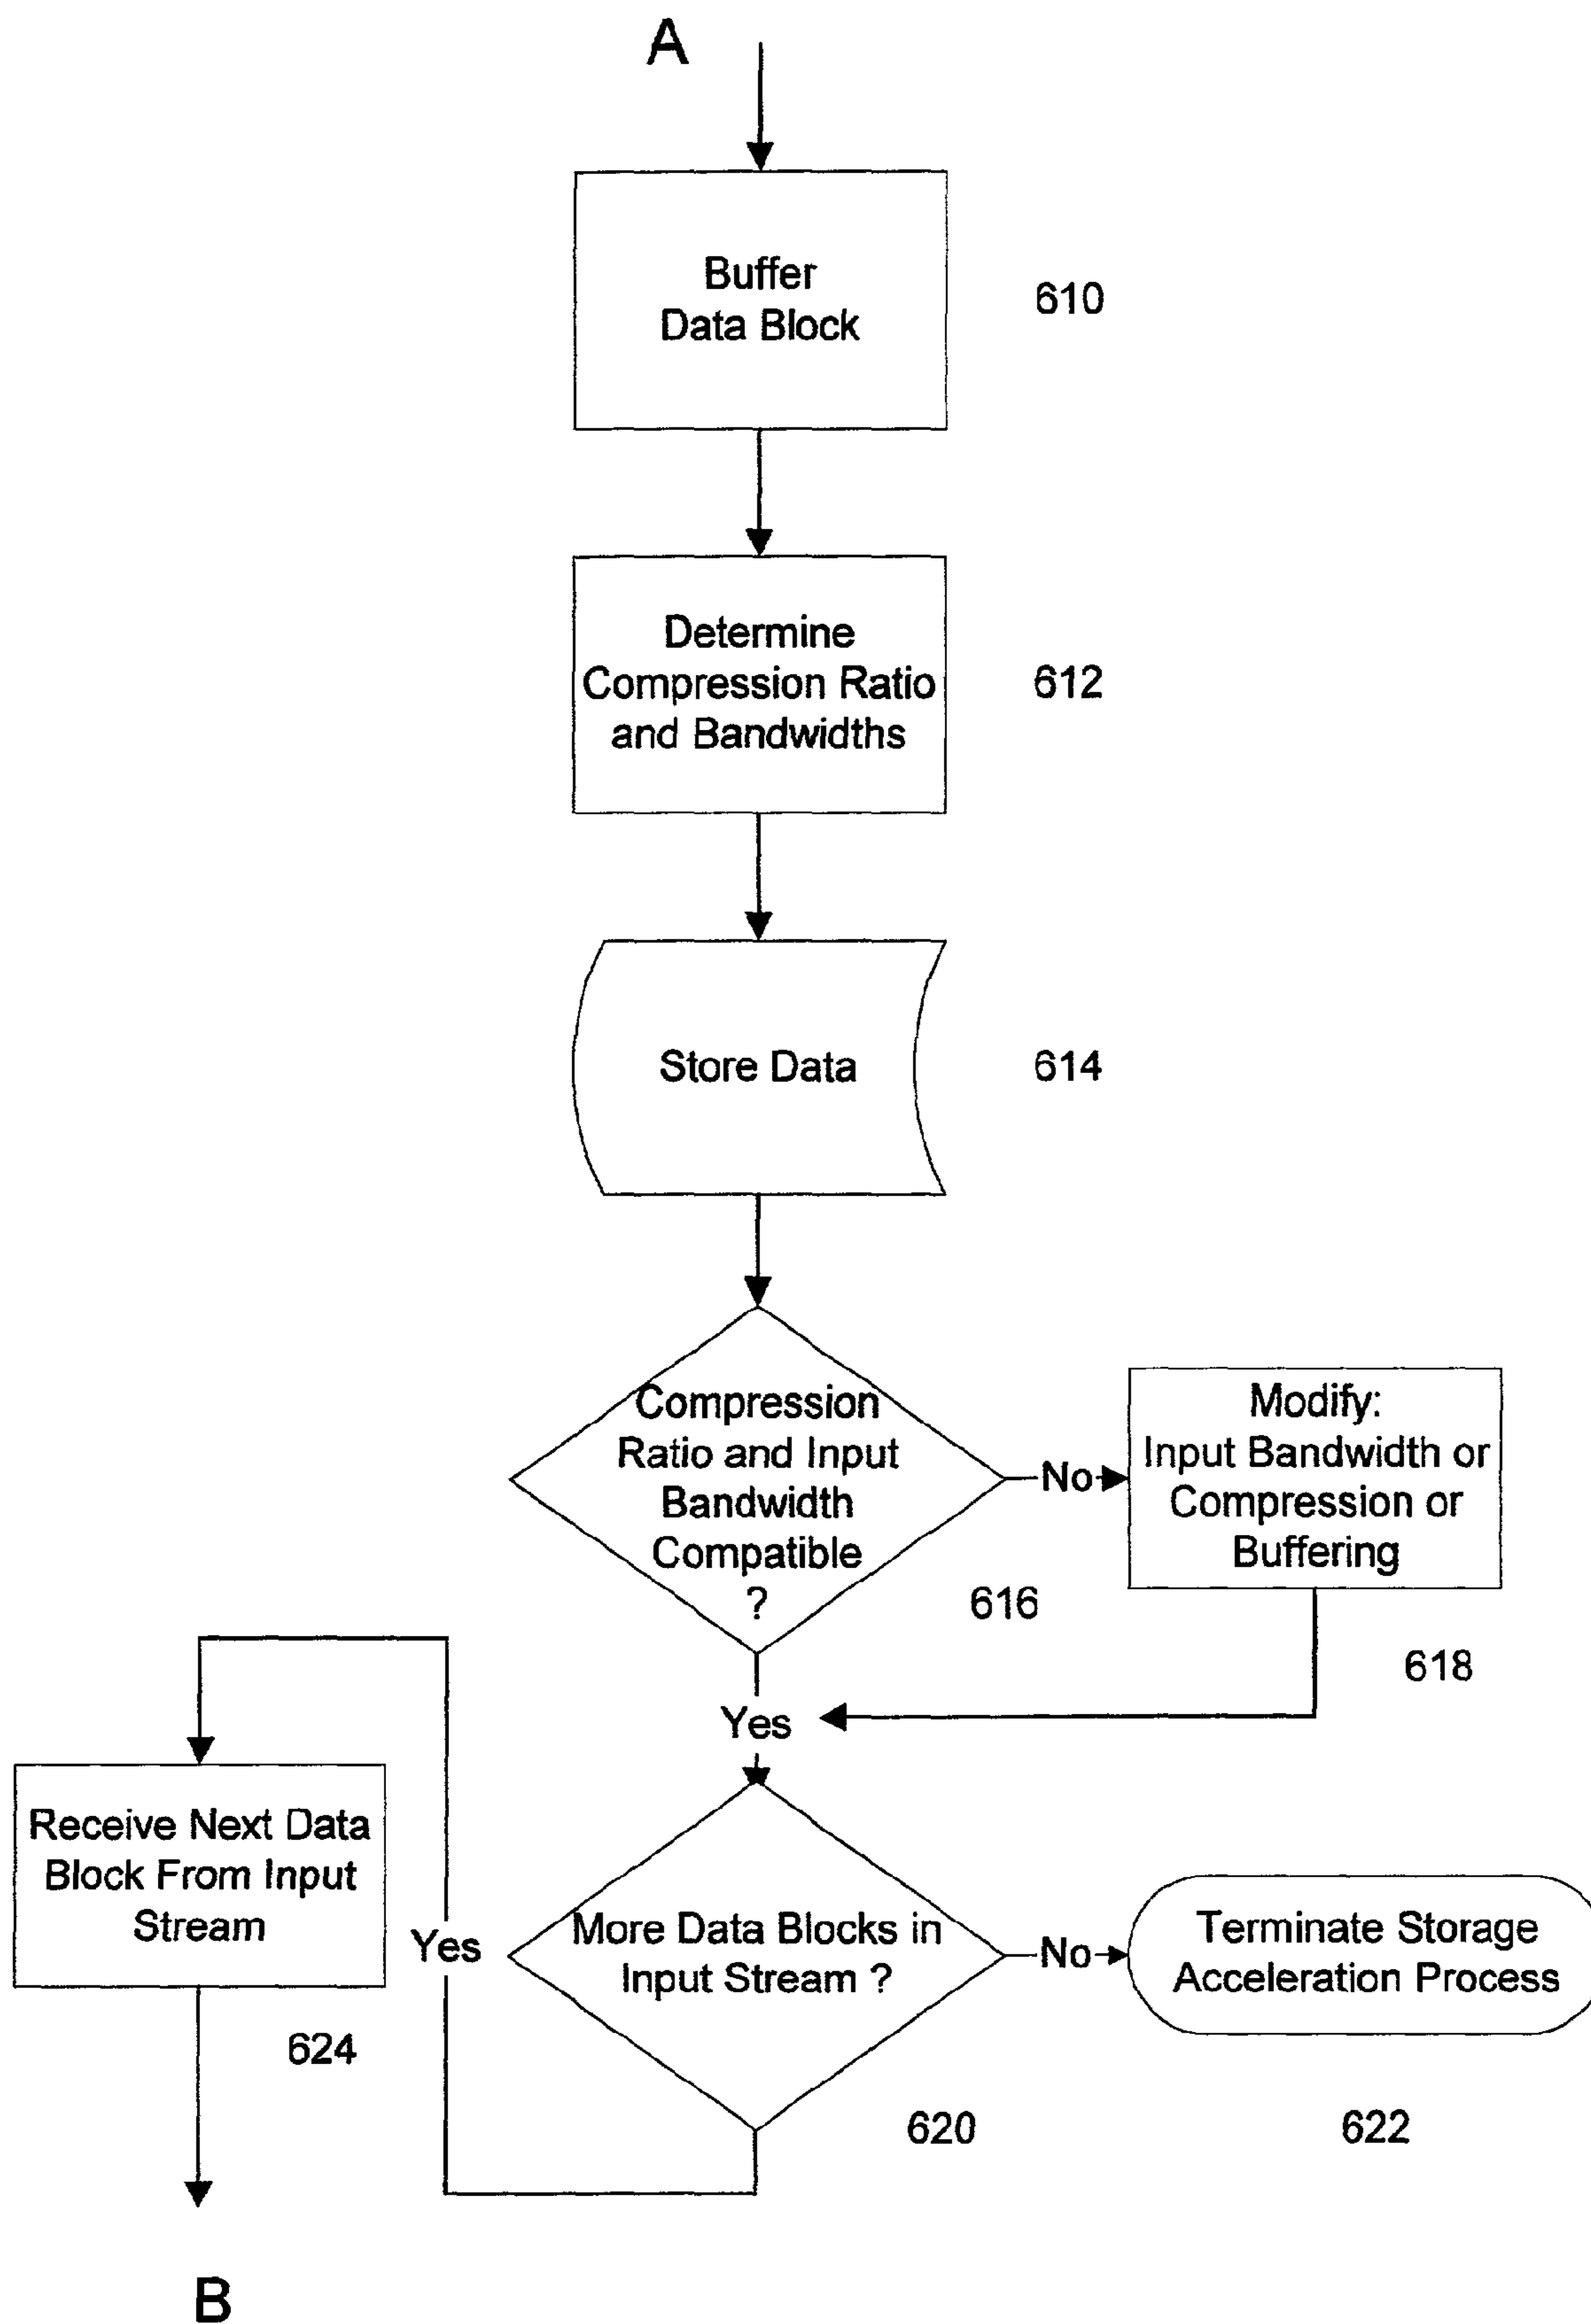 A
Buffer
Data Block
610
Determine
Compression Ratio
and Bandwidths
612
Store Data
614
Compression
Ratio and Input
Bandwidth
Compatible
?
616
No
Modify:
Input Bandwidth or
Compression or
Buffering
618
Yes
More Data Blocks in
Input Stream ?
620
No
Terminate Storage
Acceleration Process
622
Yes
Receive Next Data
Block From Input
Stream
624
B